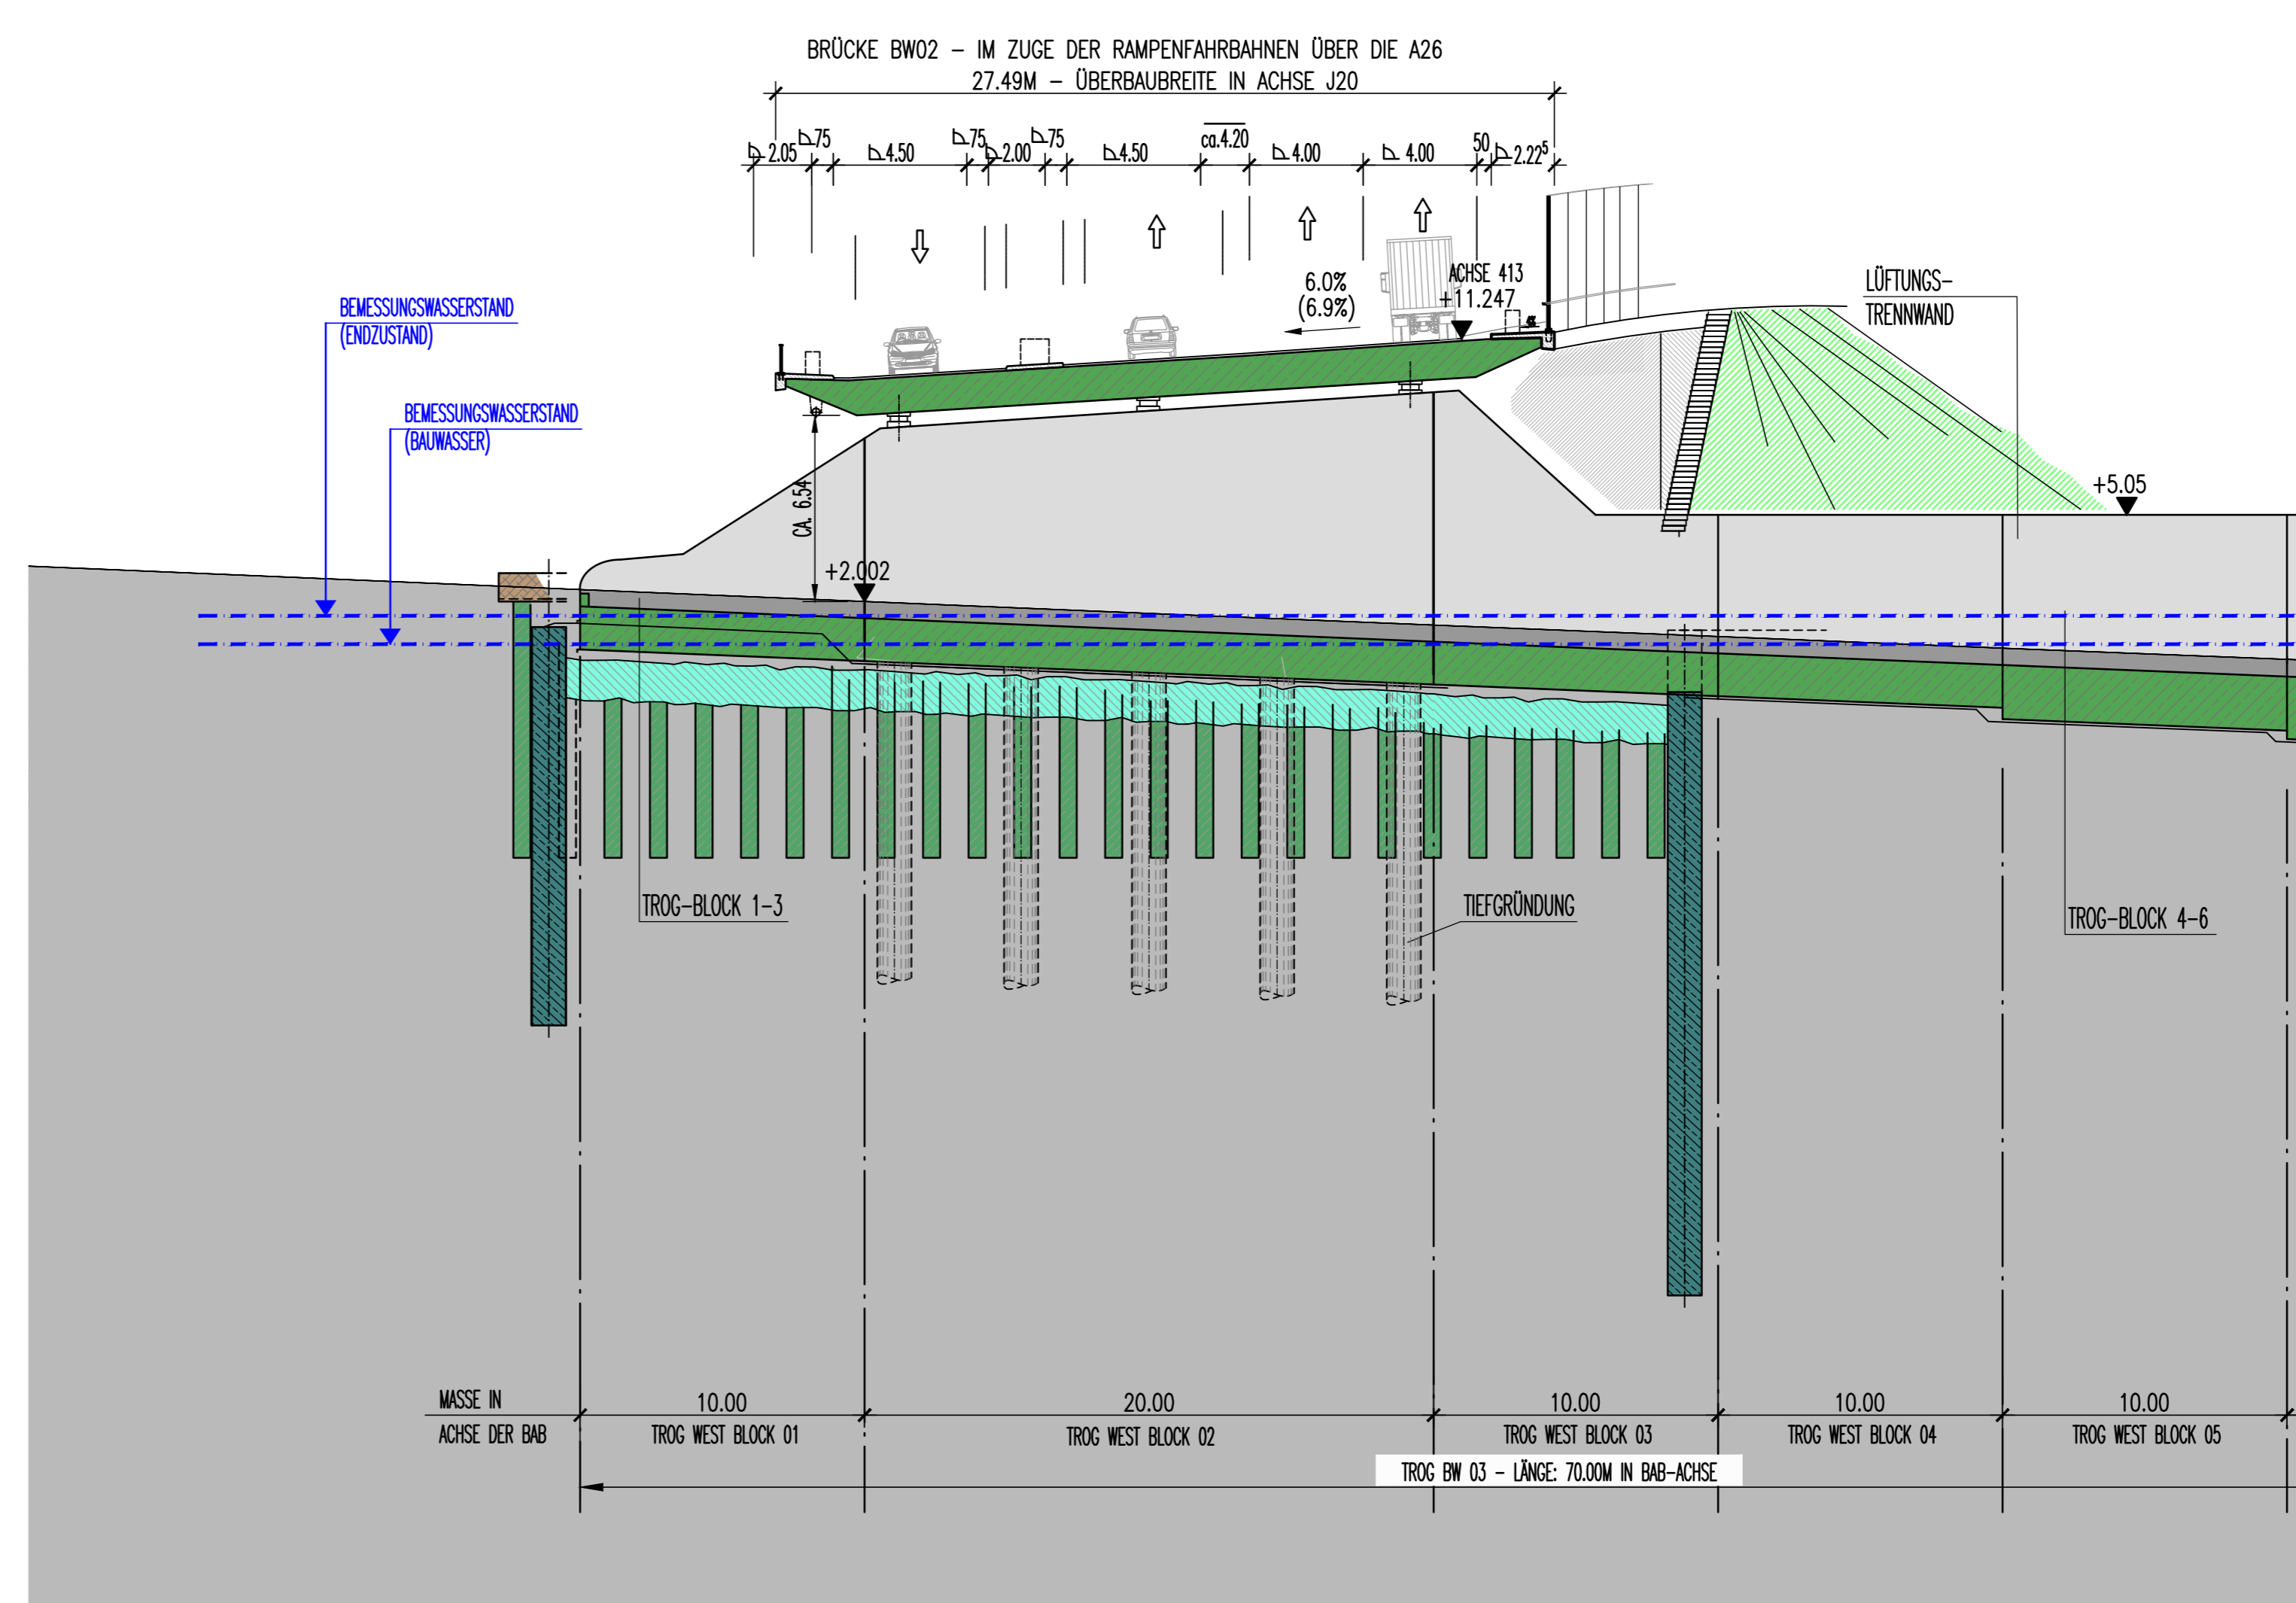 BRÜCKE BW02 – IM ZUGE DER RAMPENFAHRBAHNEN ÜBER DIE A26
27.49M – ÜBERBAUBREITE IN ACHSE J20
2.05
75
4.50
75
2.00
75
4.50
ca.4.20
4.00
4.00
50
2.22⁵
6.0%
(6.9%)
ACHSE 413
+11.247
BEMESSUNGSWASSERSTAND
(ENDZUSTAND)
BEMESSUNGSWASSERSTAND
(BAUWASSER)
LÜFTUNGS-
TRENNWAND
CA. 6.54
+5.05
+2.002
TROG-BLOCK 1-3
TIEFGRÜNDUNG
TROG-BLOCK 4-6
MASSE IN
ACHSE DER BAB
10.00
TROG WEST BLOCK 01
20.00
TROG WEST BLOCK 02
10.00
TROG WEST BLOCK 03
10.00
TROG WEST BLOCK 04
10.00
TROG WEST BLOCK 05
TROG BW 03 – LÄNGE: 70.00M IN BAB-ACHSE